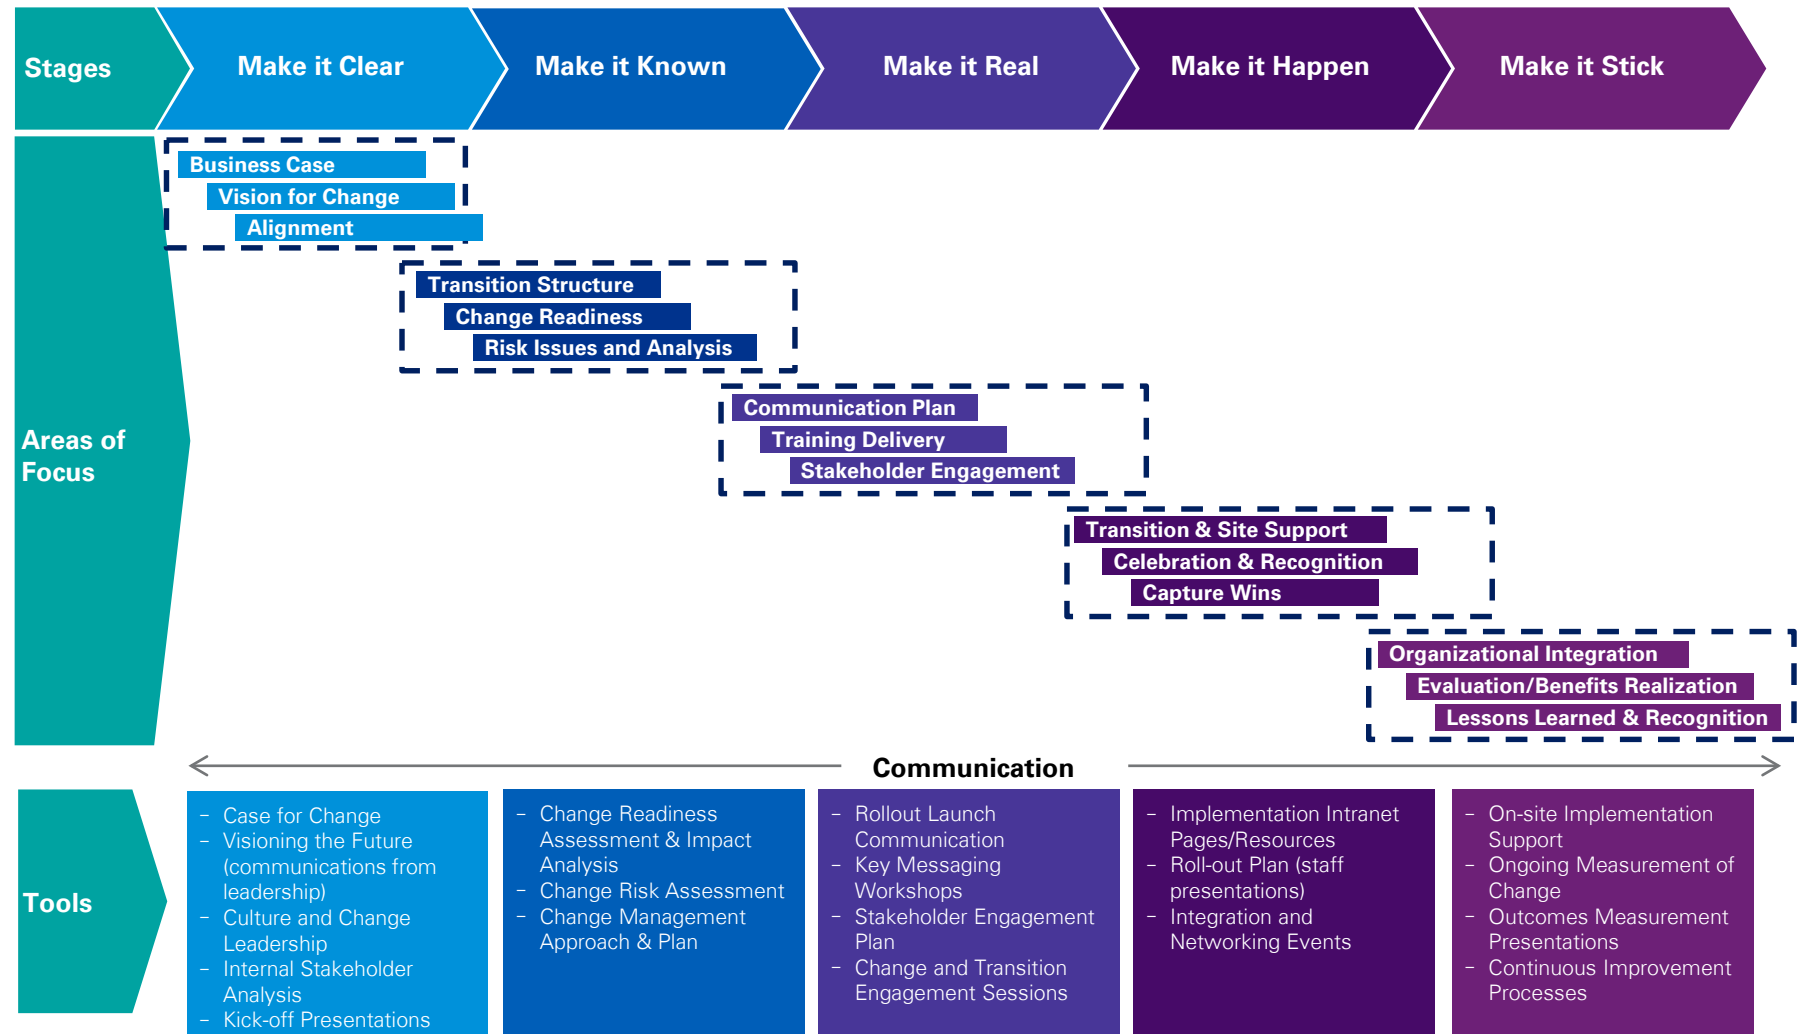 Stages
Make it Clear
Make it Known
Make it Real
Make it Happen
Make it Stick
Areas of
Focus
Business Case
Vision for Change
Alignment
Transition Structure
Change Readiness
Risk Issues and Analysis
Communication Plan
Training Delivery
Stakeholder Engagement
Transition & Site Support
Celebration & Recognition
Capture Wins
Organizational Integration
Evaluation/Benefits Realization
Lessons Learned & Recognition
Communication
Tools
– Case for Change
– Visioning the Future
(communications from
leadership)
– Culture and Change
Leadership
– Internal Stakeholder
Analysis
– Kick-off Presentations
– Change Readiness
Assessment & Impact
Analysis
– Change Risk Assessment
– Change Management
Approach & Plan
– Rollout Launch
Communication
– Key Messaging
Workshops
– Stakeholder Engagement
Plan
– Change and Transition
Engagement Sessions
– Implementation Intranet
Pages/Resources
– Roll-out Plan (staff
presentations)
– Integration and
Networking Events
– On-site Implementation
Support
– Ongoing Measurement of
Change
– Outcomes Measurement
Presentations
– Continuous Improvement
Processes